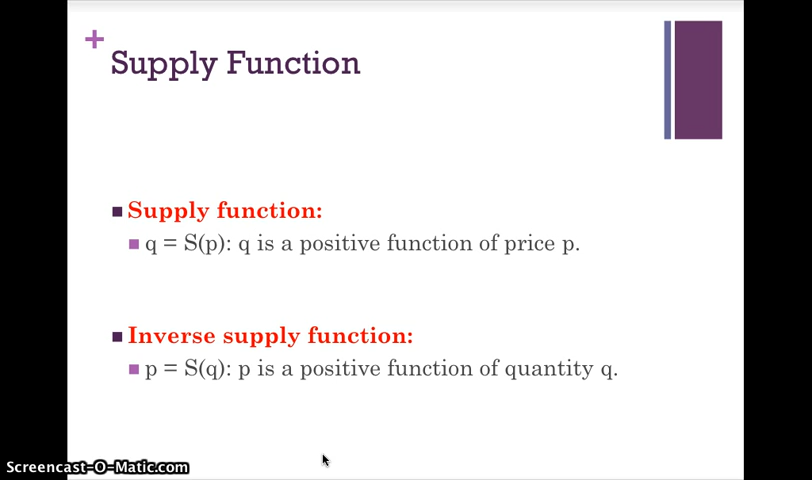 +
Supply Function
Supply function:
q = S(p): q is a positive function of price p.
Inverse supply function:
p = S(q): p is a positive function of quantity q.
Screencast-O-Matic.com